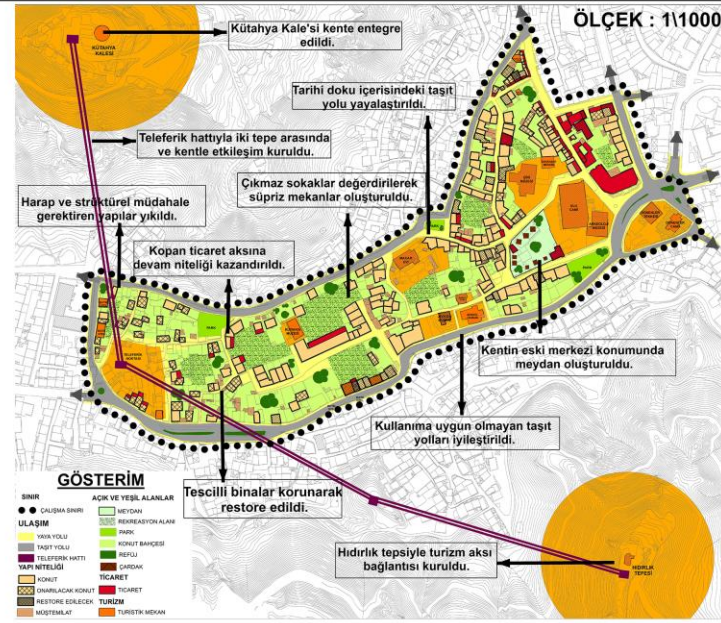 ÖLÇEK : 1\1000
Kütahya Kale'si kente entegre
edildi.
KÜTAHYA
KALESİ
Tarihi doku içerisindeki taşıt
yolu yayalaştırıldı.
Teleferik hattıyla iki tepe arasında
ve kentle etkileşim kuruldu.
Çıkmaz sokaklar değerdirilerek
süpriz mekanlar oluşturuldu.
Harap ve strüktürel müdahale
gerektiren yapılar yıkıldı.
Kopan ticaret aksına
devam niteliği kazandırıldı.
PARK
PARK
PARK
Kentin eski merkezi konumunda
meydan oluşturuldu.
Kullanıma uygun olmayan taşıt
yolları iyileştirildi.
Tescilli binalar korunarak
restore edildi.
Hıdırlık tepsiyle turizm aksı
bağlantısı kuruldu.
HIDIRLIK
TEPESİ
GÖSTERİM
SINIR
ÇALIŞMA SINIRI
ULAŞIM
YAYA YOLU
TAŞIT YOLU
TELEFERİK HATTI
YAPI NİTELİĞİ
KONUT
ONARILACAK KONUT
RESTORE EDİLECEK
MÜŞTEMİLAT
AÇIK VE YEŞİL ALANLAR
MEYDAN
REKREASYON ALANI
PARK
KONUT BAHÇESİ
REFÜJ
ÇARDAK
TİCARET
TICARET
TURİZM
TURİSTİK MEKAN